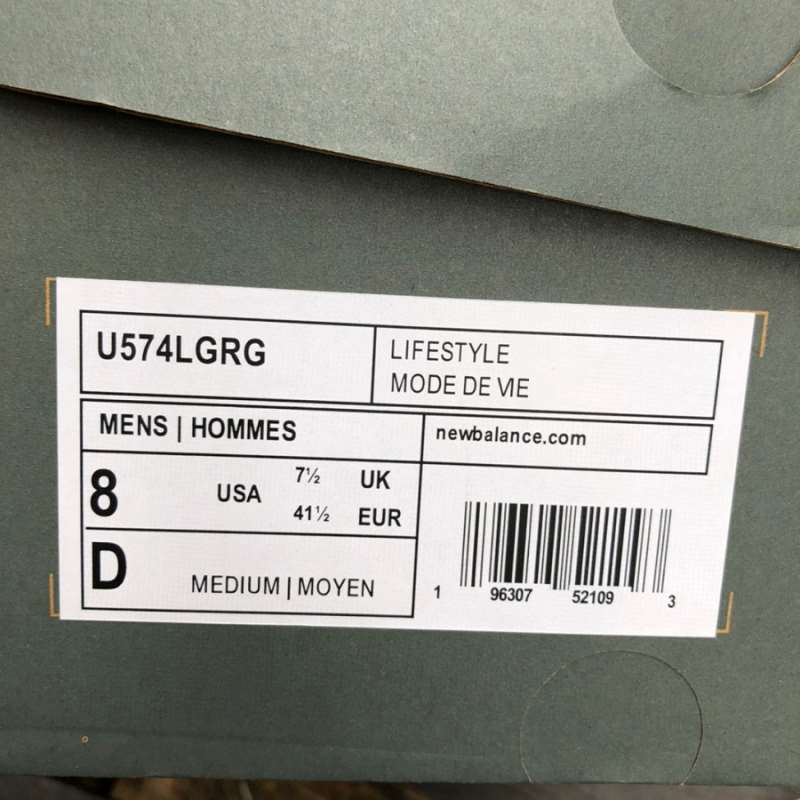 U574LGRG
LIFESTYLE
MODE DE VIE
MENS | HOMMES
newbalance.com
8 USA 7½ UK
41½ EUR
D MEDIUM | MOYEN
1 96307 52109 3